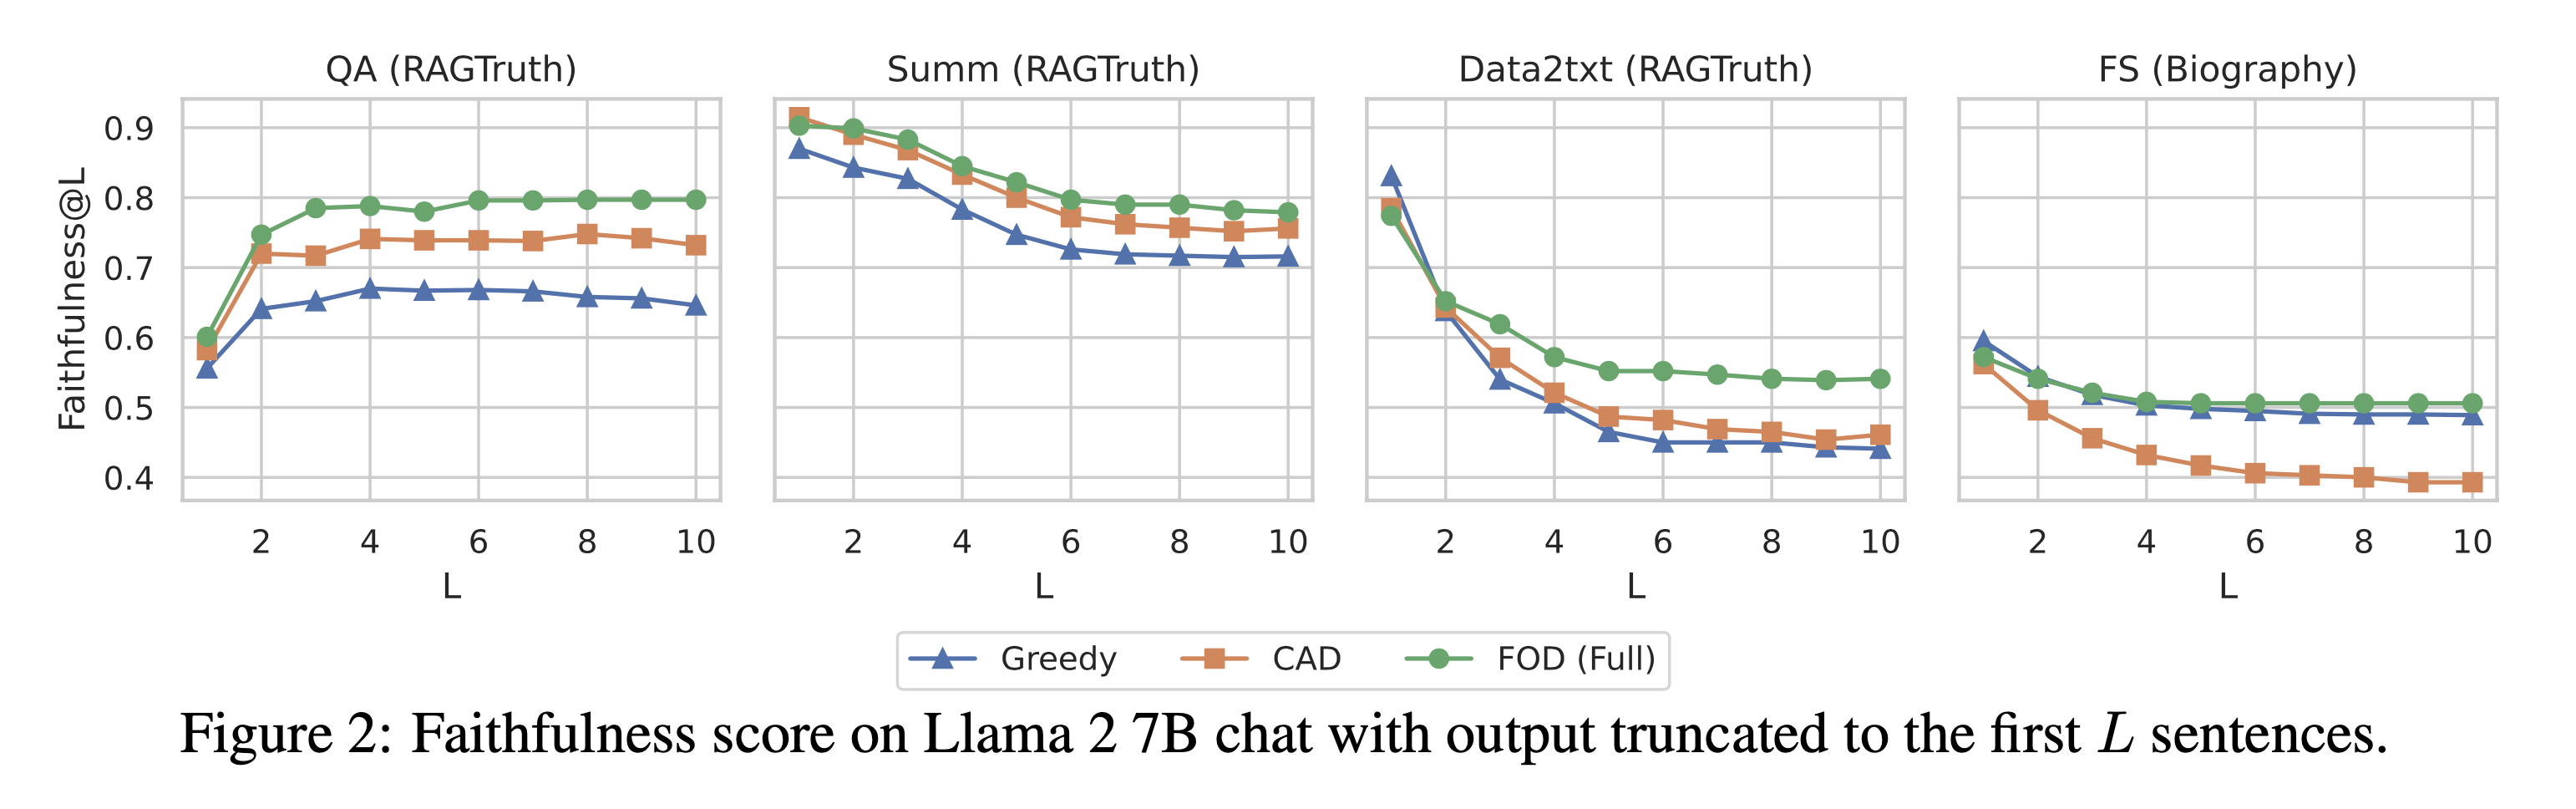 QA (RAGTruth)
Summ (RAGTruth)
Data2txt (RAGTruth)
FS (Biography)
Faithfulness@L
0.9
0.8
0.7
0.6
0.5
0.4
2 4 6 8 10
2 4 6 8 10
2 4 6 8 10
2 4 6 8 10
L
L
L
L
Greedy CAD FOD (Full)
Figure 2: Faithfulness score on Llama 2 7B chat with output truncated to the first L sentences.